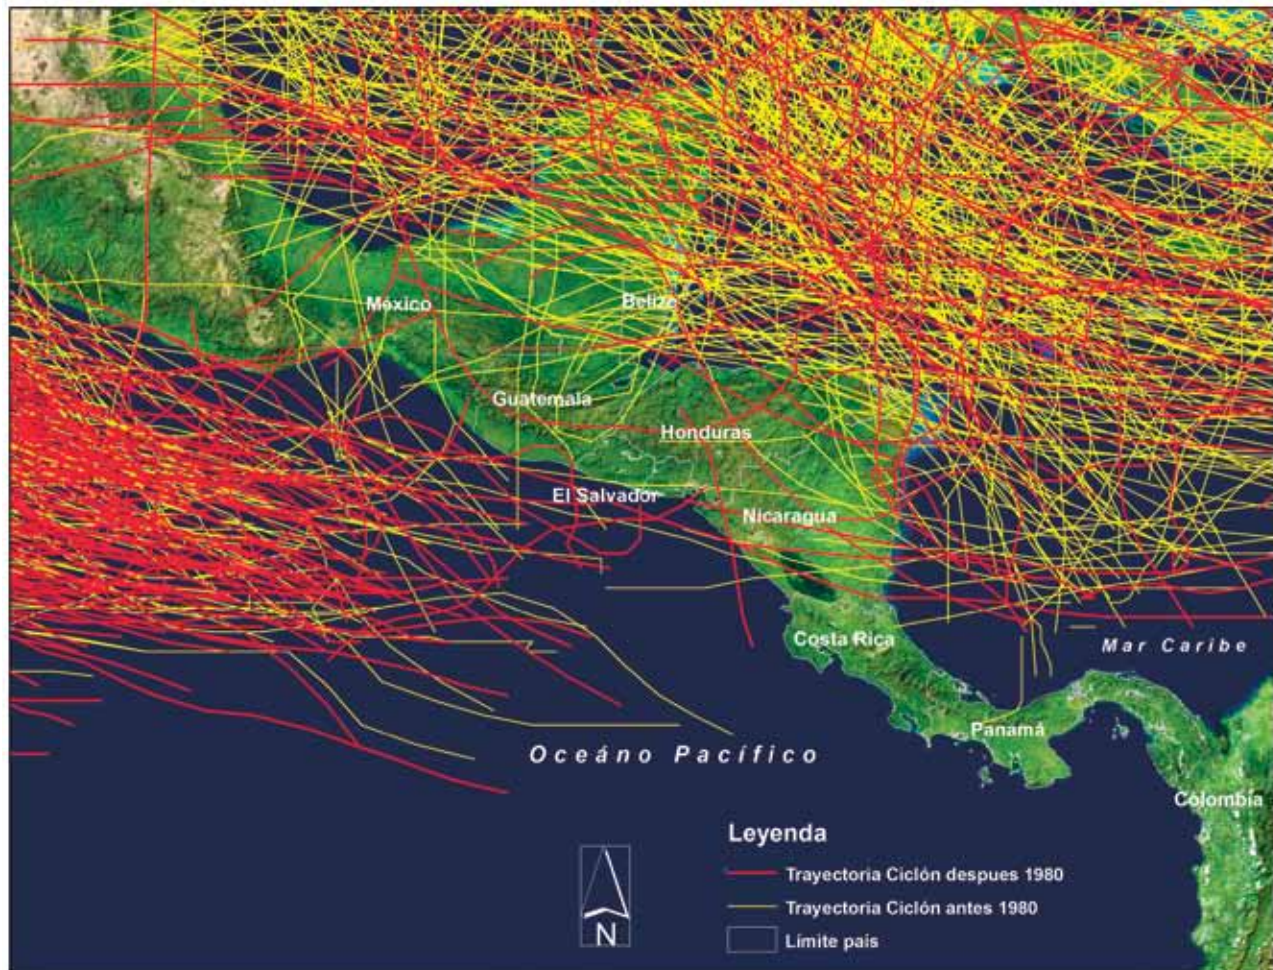 México
Belize
Guatemala
Honduras
El Salvador
Nicaragua
Costa Rica
Mar Caribe
Panamá
Oceáno Pacífico
Colombia
Leyenda
Trayectoria Ciclón despues 1980
Trayectoria Ciclón antes 1980
Límite país
N